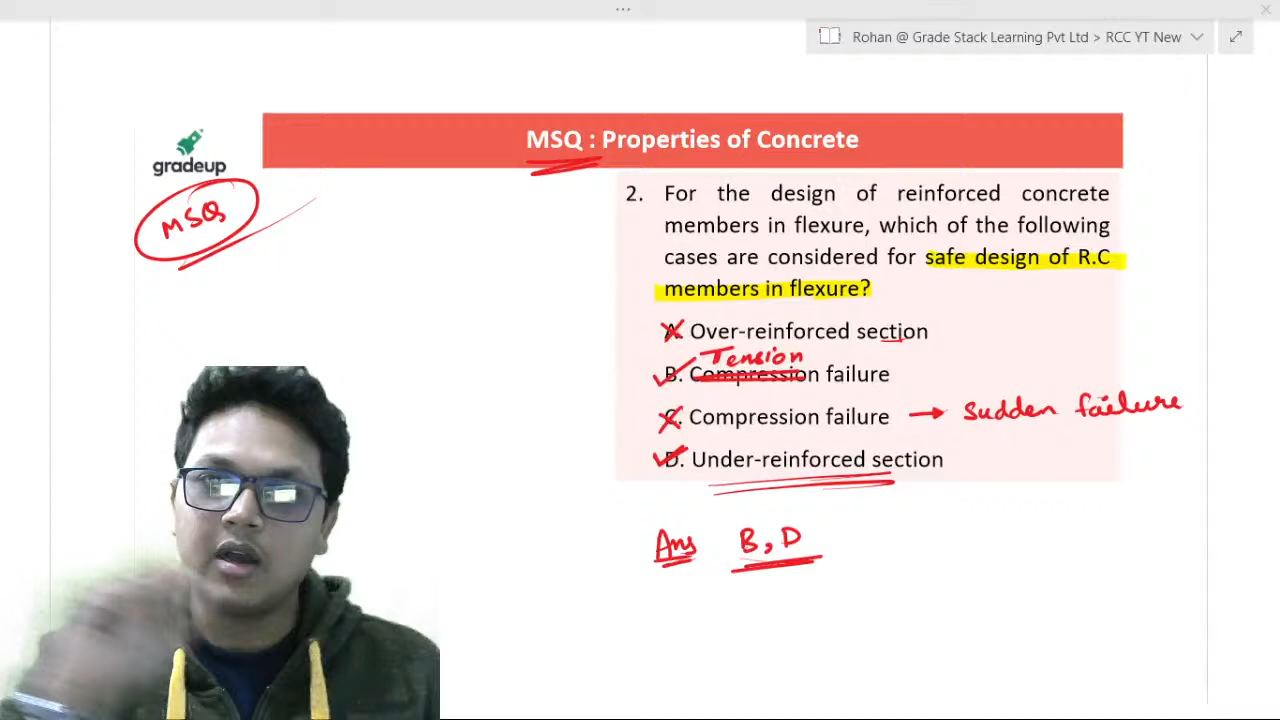 Rohan @ Grade Stack Learning Pvt Ltd > RCC YT New
gradeup
MSQ : Properties of Concrete
MSQ
2. For the design of reinforced concrete
members in flexure, which of the following
cases are considered for safe design of R.C
members in flexure?
A. Over-reinforced section
Tension
B. Compression failure
C. Compression failure → Sudden failure
D. Under-reinforced section
Ans B, D